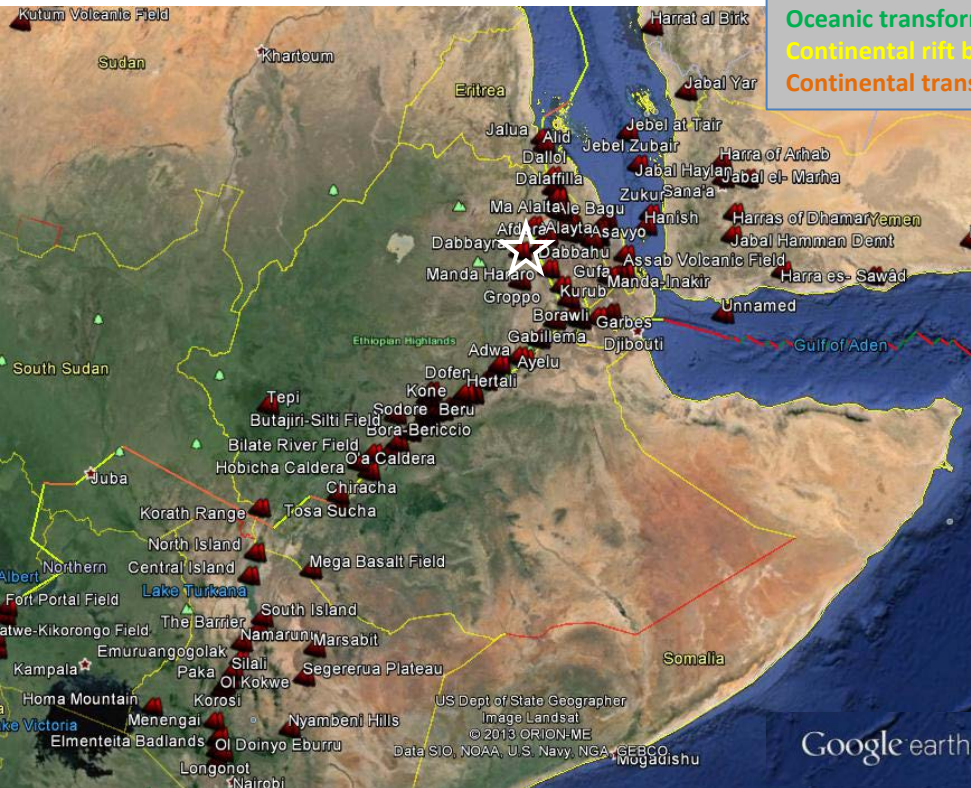 Kutum Volcanic Field
Harrat al Birk
Oceanic transfor
Continental rift b
Continental trans
Khartoum
Sudan
Eritrea
Jabal Yar
Jalua
Alid
Jebel at Tair
Jebel Zubair
Dallol
Harra of Arhab
Jabal Haylan
Jabal el- Marha
Dalaffilla
Zukur
Sana'a
Ma Alalta
Ale Bagu
Hanish
Harras of Dhamar
Yemen
Alayta
Asavyo
Jabal Hamman Demt
Dabbayra
Dabbahu
Assab Volcanic Field
Manda Hararo
Gufa
Manda-Inakir
Harra es- Sawâd
Groppo
Kurub
Unnamed
Borawli
Garbes
Gabillema
Djibouti
Gulf of Aden
Ethiopian Highlands
Adwa
Ayelu
South Sudan
Dofen
Hertali
Kone
Tepi
Sodore
Beru
Butajiri-Silti Field
Bora-Bericcio
Bilate River Field
O'a Caldera
Hobicha Caldera
Juba
Chiracha
Korath Range
Tosa Sucha
North Island
Mega Basalt Field
Albert
Northern
Central Island
Lake Turkana
Fort Portal Field
South Island
The Barrier
atwe-Kikorongo Field
Namarunu
Marsabit
Emuruangogolak
Somalia
Kampala
Paka
Silali
Segererua Plateau
Ol Kokwe
Homa Mountain
Korosi
US Dept of State Geographer
Image Landsat
© 2013 ORION-ME
Data SIO, NOAA, U.S. Navy, NGA, GEBCO
ke Victoria
Menengai
Nyambeni Hills
Elmenteita Badlands
Ol Doinyo Eburru
Google earth
Mogadishu
Longonot
Nairobi